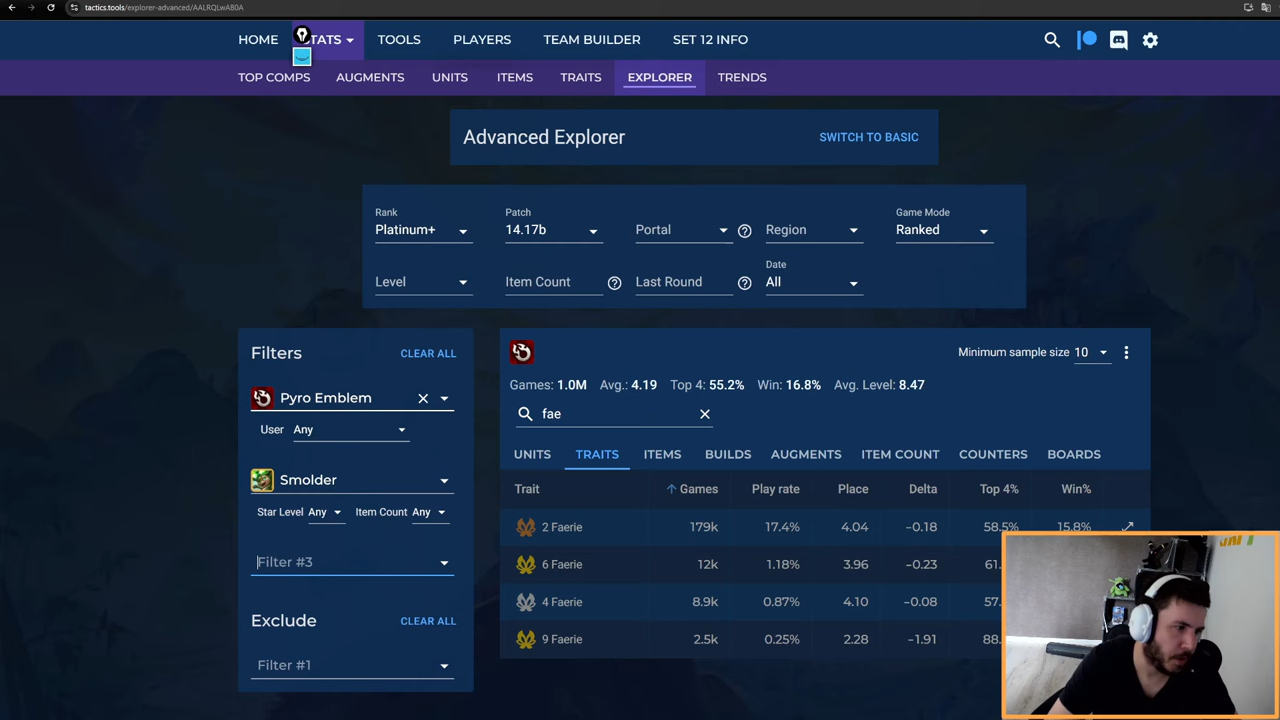 tactics.tools/explorer-advanced/AALRQLwAB0A
HOME
TATS
TOOLS
PLAYERS
TEAM BUILDER
SET 12 INFO
TOP COMPS
AUGMENTS
UNITS
ITEMS
TRAITS
EXPLORER
TRENDS
Advanced Explorer
SWITCH TO BASIC
Rank
Platinum+
Patch
14.17b
Portal
Region
Game Mode
Ranked
Level
Item Count
Last Round
Date
All
Filters
CLEAR ALL
Pyro Emblem
User Any
Smolder
Star Level Any Item Count Any
Filter #3
Exclude
CLEAR ALL
Filter #1
Minimum sample size 10
Games: 1.0M Avg.: 4.19 Top 4: 55.2% Win: 16.8% Avg. Level: 8.47
fae
UNITS TRAITS ITEMS BUILDS AUGMENTS ITEM COUNT COUNTERS BOARDS
Trait Games Play rate Place Delta Top 4% Win%
2 Faerie 179k 17.4% 4.04 −0.18 58.5% 15.8%
6 Faerie 12k 1.18% 3.96 −0.23 61.
4 Faerie 8.9k 0.87% 4.10 −0.08 57.
9 Faerie 2.5k 0.25% 2.28 −1.91 88.